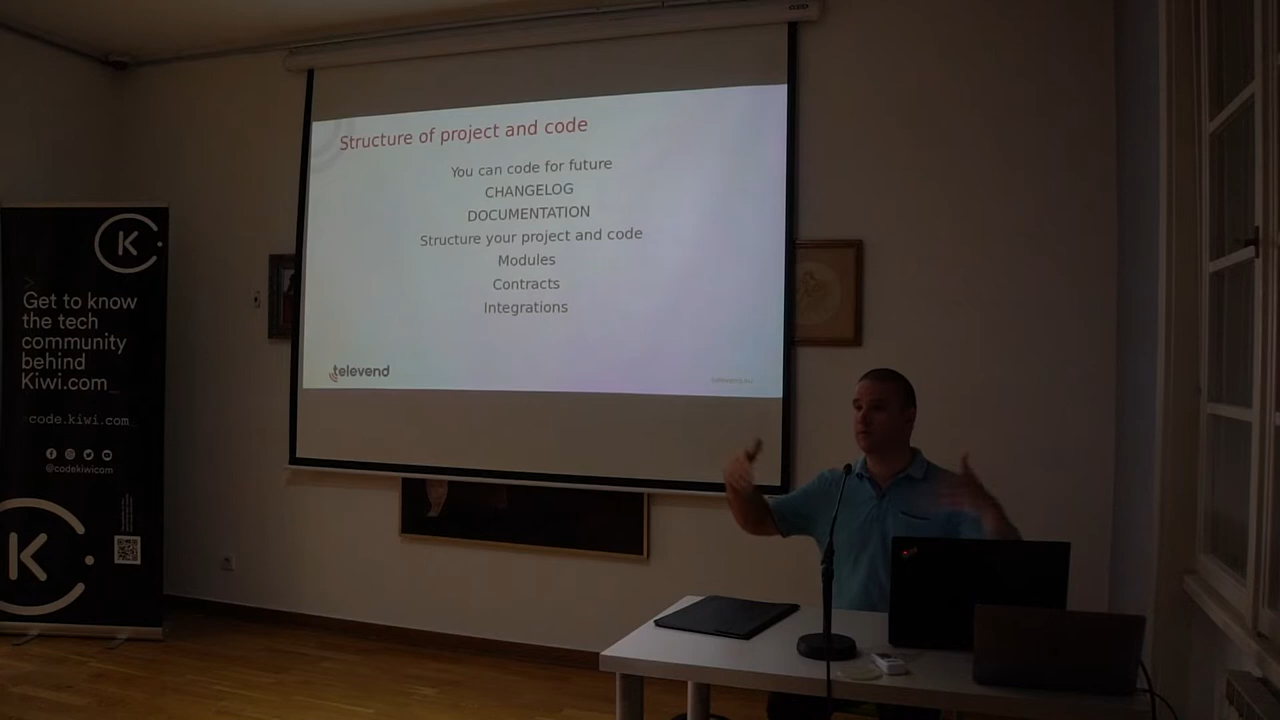 Structure of project and code
You can code for future
CHANGELOG
DOCUMENTATION
Structure your project and code
Modules
Contracts
Integrations
televend
K
>
Get to know
the tech
community
behind
Kiwi.com_
code.kiwi.com
@codekiwicom
K